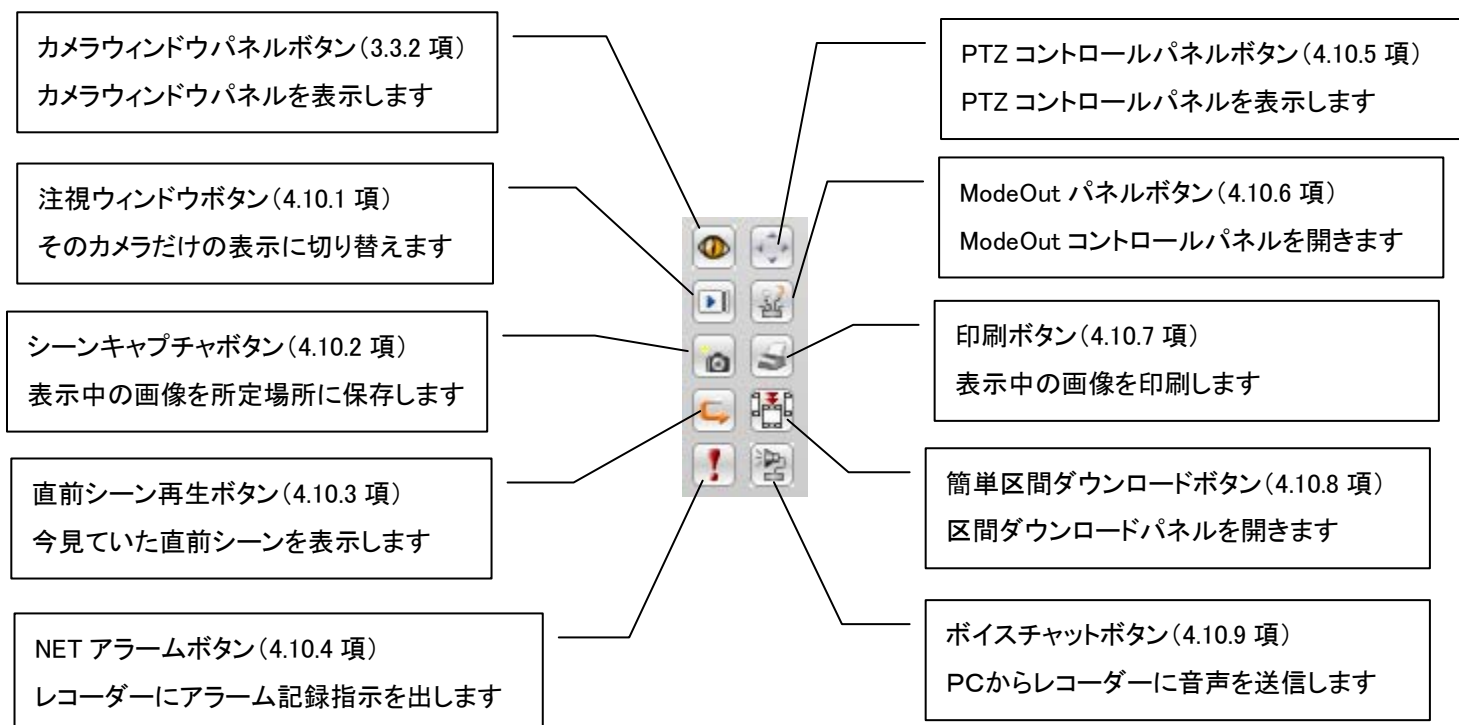 カメラウィンドウパネルボタン（3.3.2 項）
カメラウィンドウパネルを表示します
注視ウィンドウボタン（4.10.1 項）
そのカメラだけの表示に切り替えます
シーンキャプチャボタン（4.10.2 項）
表示中の画像を所定場所に保存します
直前シーン再生ボタン（4.10.3 項）
今見ていた直前シーンを表示します
NET アラームボタン（4.10.4 項）
レコーダーにアラーム記録指示を出します
PTZ コントロールパネルボタン（4.10.5 項）
PTZ コントロールパネルを表示します
ModeOut パネルボタン（4.10.6 項）
ModeOut コントロールパネルを開きます
印刷ボタン（4.10.7 項）
表示中の画像を印刷します
簡単区間ダウンロードボタン（4.10.8 項）
区間ダウンロードパネルを開きます
ボイスチャットボタン（4.10.9 項）
PCからレコーダーに音声を送信します